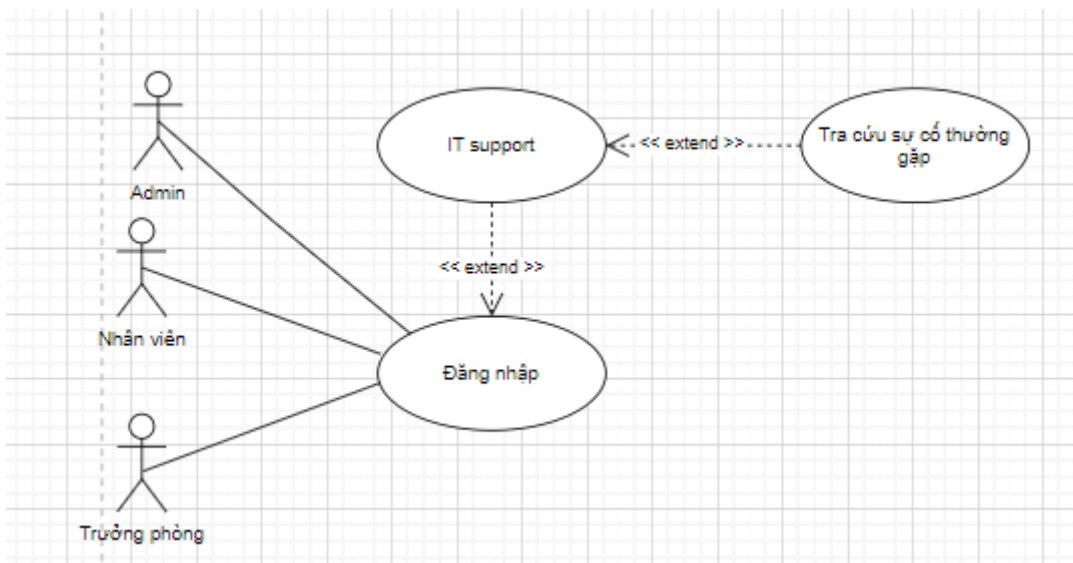 Admin
IT support
<< extend >>
Tra cứu sự cố thường
gặp
<< extend >>
Nhân viên
Đăng nhập
Trưởng phòng